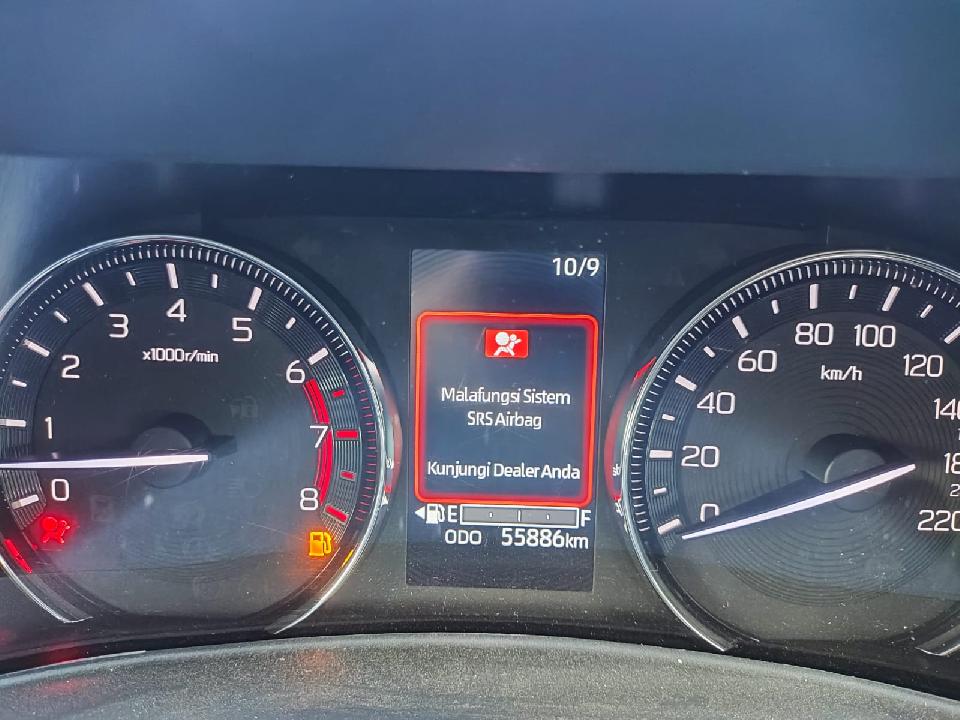 10/9
Malafungsi Sistem
SRS Airbag
Kunjungi Dealer Anda
E F
ODO 55886km
x1000r/min
0 1 2 3 4 5 6 7 8
km/h
0 20 40 60 80 100 120 220